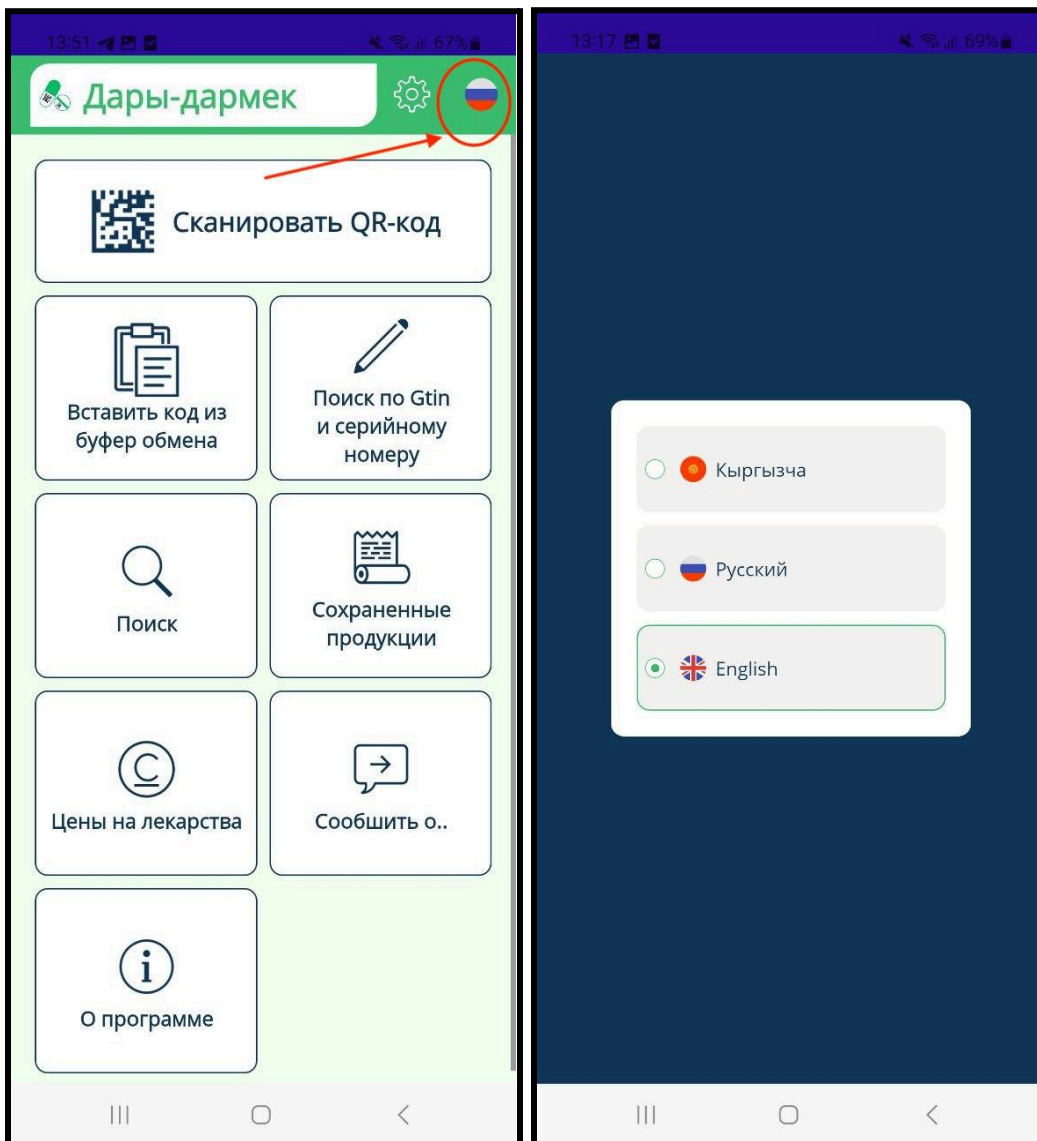 13:51
67%
Дары-дармек
Сканировать QR-код
Вставить код из
буфер обмена
Поиск по Gtin
и серийному
номеру
Поиск
Сохраненные
продукции
Цены на лекарства
Сообшить о..
О программе
13:17
69%
Кыргызча
Русский
English